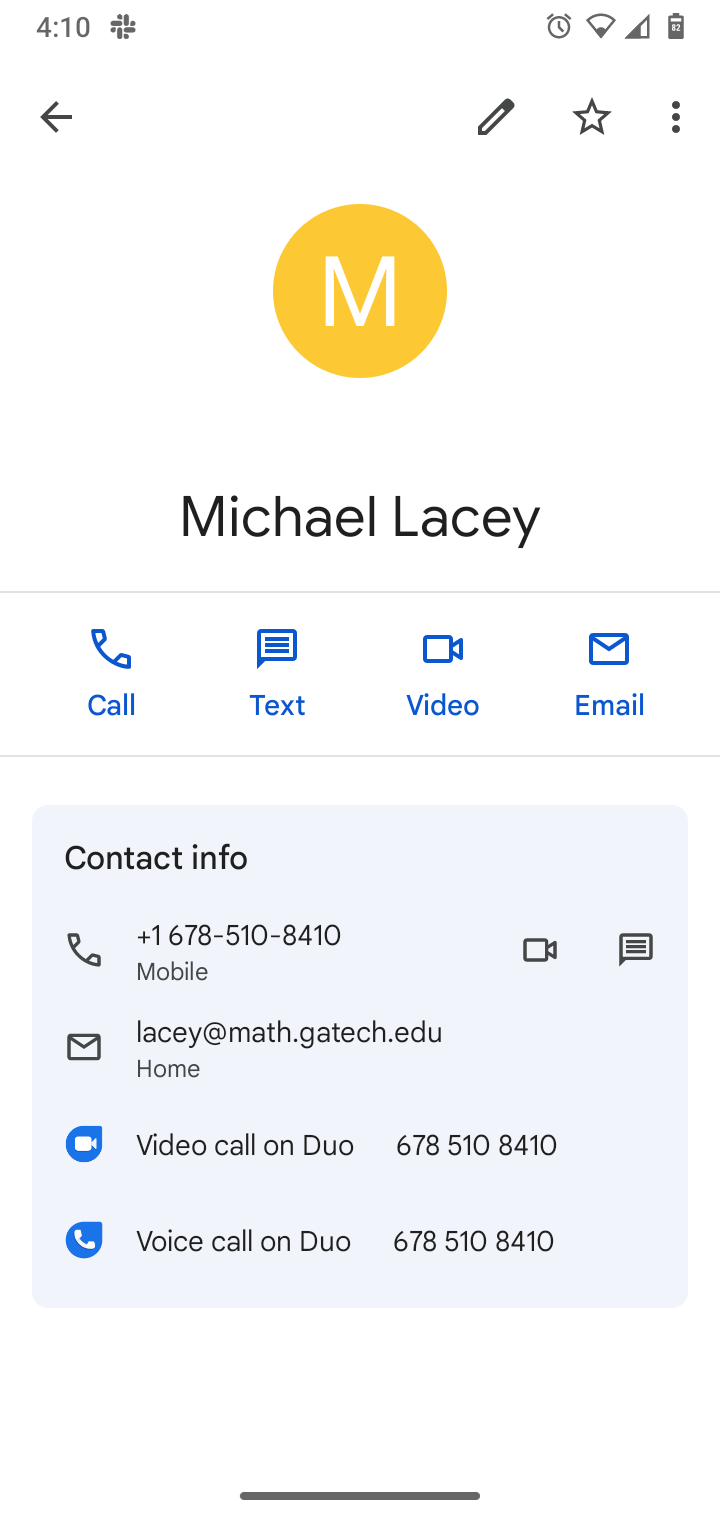 4:10
82
M
Michael Lacey
Call Text Video Email
Contact info
+1 678-510-8410
Mobile
lacey@math.gatech.edu
Home
Video call on Duo 678 510 8410
Voice call on Duo 678 510 8410